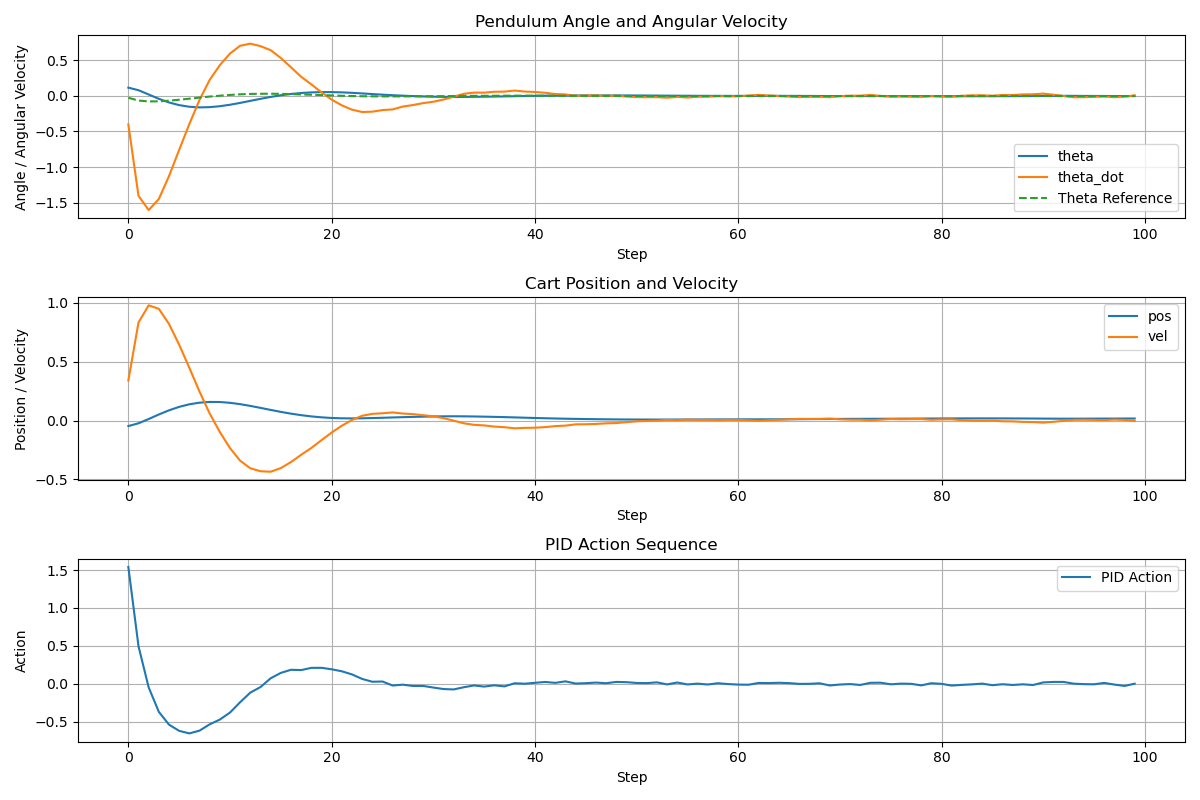 Pendulum Angle and Angular Velocity
Angle / Angular Velocity
0.5
0.0
−0.5
−1.0
−1.5
theta
theta_dot
Theta Reference
0 20 40 60 80 100
Step
Cart Position and Velocity
Position / Velocity
1.0
0.5
0.0
−0.5
pos
vel
0 20 40 60 80 100
Step
PID Action Sequence
Action
1.5
1.0
0.5
0.0
−0.5
PID Action
0 20 40 60 80 100
Step